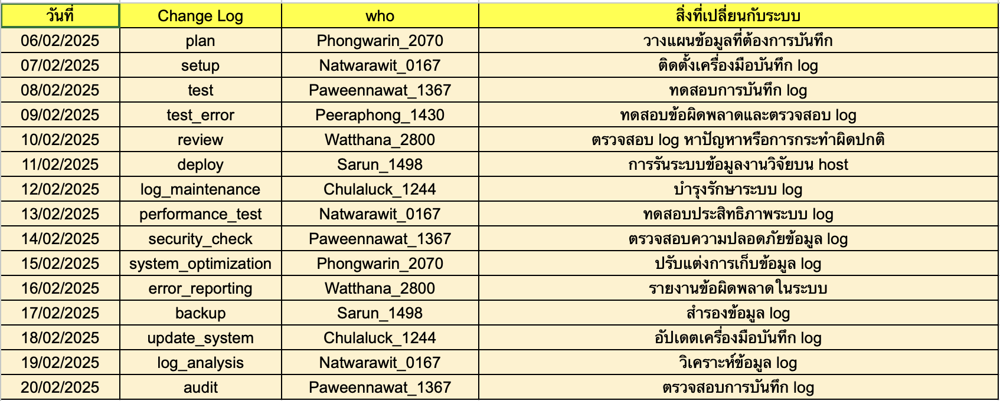 วันที่ Change Log who สิ่งที่เปลี่ยนกับระบบ
06/02/2025 plan Phongwarin_2070 วางแผนข้อมูลที่ต้องการบันทึก
07/02/2025 setup Natwarawit_0167 ติดตั้งเครื่องมือบันทึก log
08/02/2025 test Paweennawat_1367 ทดสอบการบันทึก log
09/02/2025 test_error Peeraphong_1430 ทดสอบข้อผิดพลาดและตรวจสอบ log
10/02/2025 review Watthana_2800 ตรวจสอบ log หาปัญหาหรือการกระทำผิดปกติ
11/02/2025 deploy Sarun_1498 การรันระบบข้อมูลงานวิจัยบน host
12/02/2025 log_maintenance Chulaluck_1244 บำรุงรักษาระบบ log
13/02/2025 performance_test Natwarawit_0167 ทดสอบประสิทธิภาพระบบ log
14/02/2025 security_check Paweennawat_1367 ตรวจสอบความปลอดภัยข้อมูล log
15/02/2025 system_optimization Phongwarin_2070 ปรับแต่งการเก็บข้อมูล log
16/02/2025 error_reporting Watthana_2800 รายงานข้อผิดพลาดในระบบ
17/02/2025 backup Sarun_1498 สำรองข้อมูล log
18/02/2025 update_system Chulaluck_1244 อัปเดตเครื่องมือบันทึก log
19/02/2025 log_analysis Natwarawit_0167 วิเคราะห์ข้อมูล log
20/02/2025 audit Paweennawat_1367 ตรวจสอบการบันทึก log